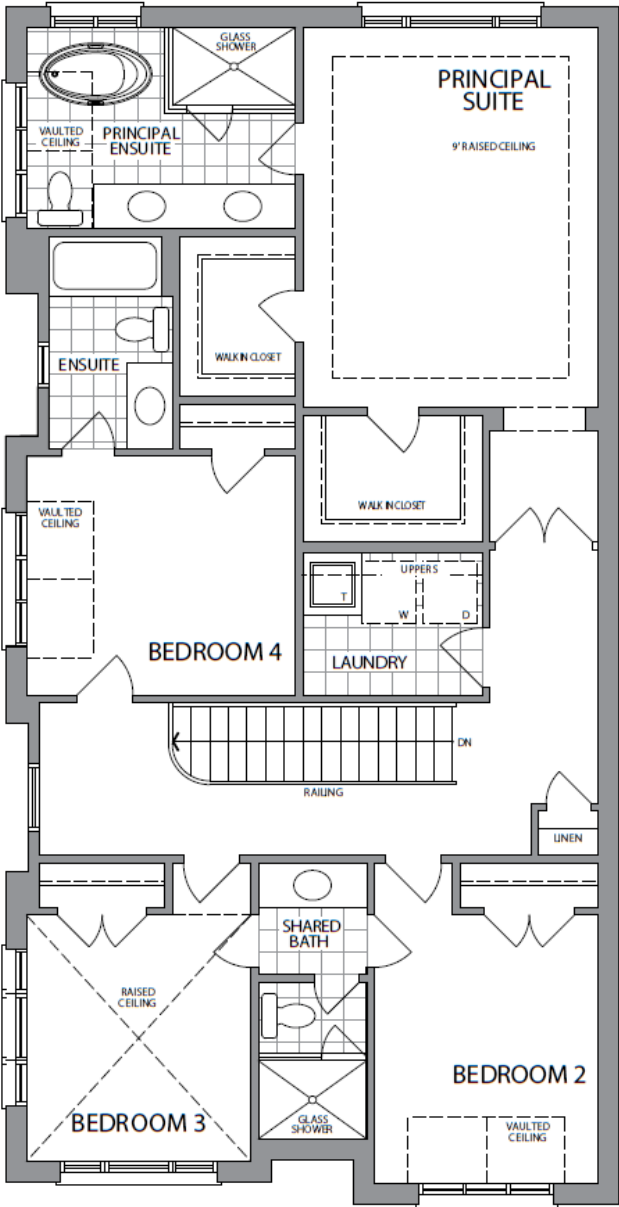 GLASS
SHOWER
PRINCIPAL
SUITE
VAULTED
CEILING
PRINCIPAL
ENSUITE
9' RAISED CEILING
ENSUITE
WALK IN CLOSET
WALK IN CLOSET
VAULTED
CEILING
UPPERS
T
W
D
BEDROOM 4
LAUNDRY
DN
RAILING
LINEN
SHARED
BATH
RAISED
CEILING
BEDROOM 2
BEDROOM 3
GLASS
SHOWER
VAULTED
CEILING